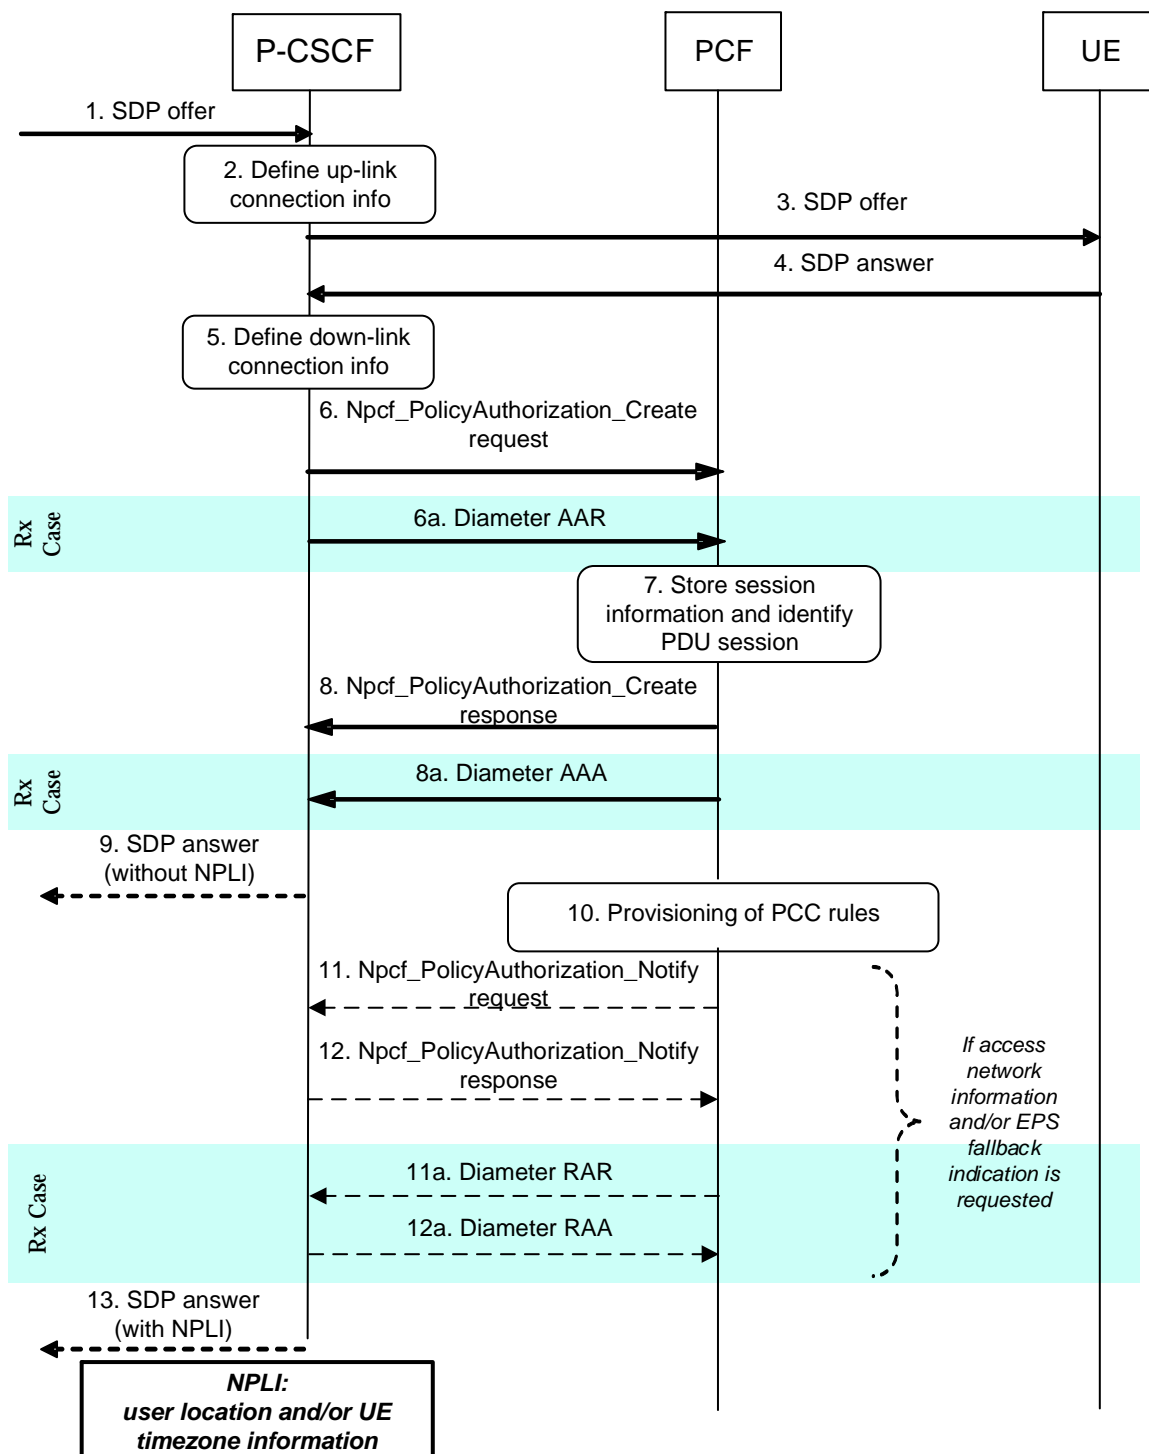 P-CSCF
PCF
UE
1. SDP offer
2. Define up-link
connection info
3. SDP offer
4. SDP answer
5. Define down-link
connection info
6. Npcf_PolicyAuthorization_Create
request
Rx
Case
6a. Diameter AAR
7. Store session
information and identify
PDU session
8. Npcf_PolicyAuthorization_Create
response
Rx
Case
8a. Diameter AAA
9. SDP answer
(without NPLI)
10. Provisioning of PCC rules
11. Npcf_PolicyAuthorization_Notify
request
12. Npcf_PolicyAuthorization_Notify
response
If access
network
information
and/or EPS
fallback
indication is
requested
Rx Case
11a. Diameter RAR
12a. Diameter RAA
13. SDP answer
(with NPLI)
NPLI:
user location and/or UE
timezone information